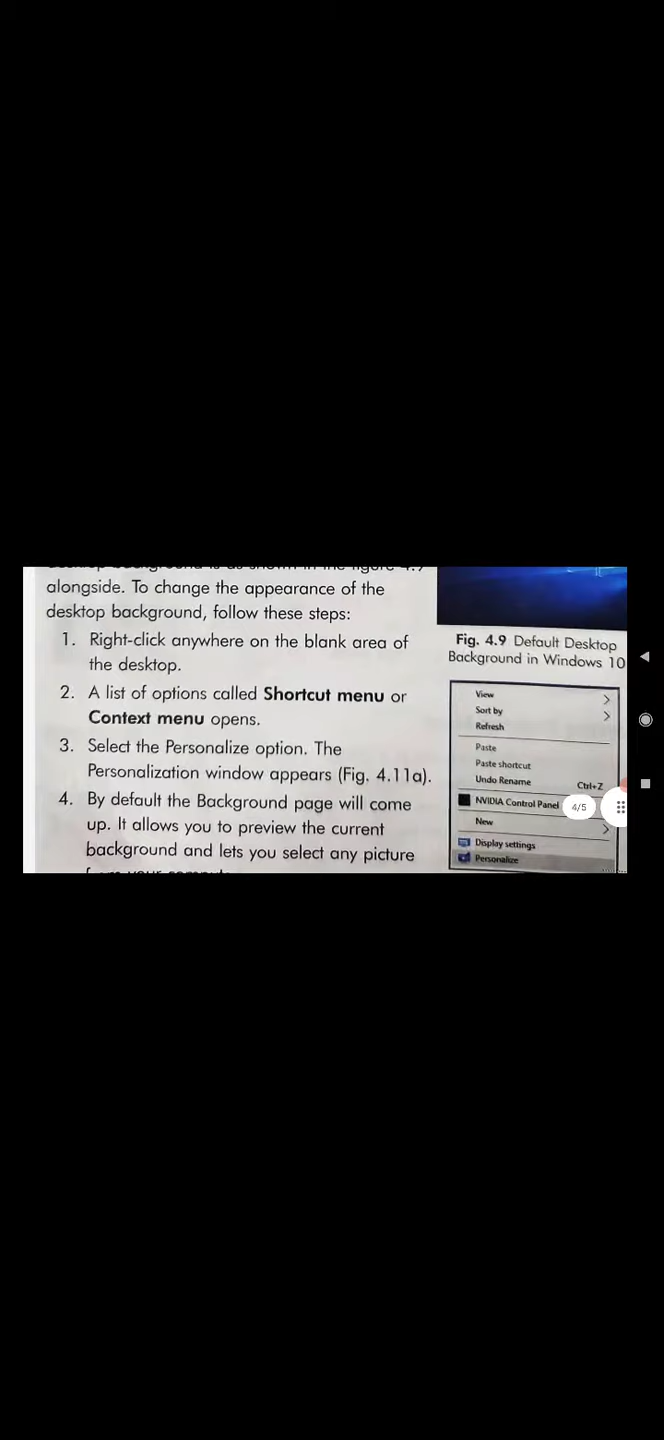 alongside. To change the appearance of the
desktop background, follow these steps:
1. Right-click anywhere on the blank area of
the desktop.
2. A list of options called Shortcut menu or
Context menu opens.
3. Select the Personalize option. The
Personalization window appears (Fig. 4.11a).
4. By default the Background page will come
up. It allows you to preview the current
background and lets you select any picture
Fig. 4.9 Default Desktop
Background in Windows 10
View
Sort by
Refresh
Paste
Paste shortcut
Undo Rename Ctrl+Z
NVIDIA Control Panel
4/5
New
Display settings
Personalize